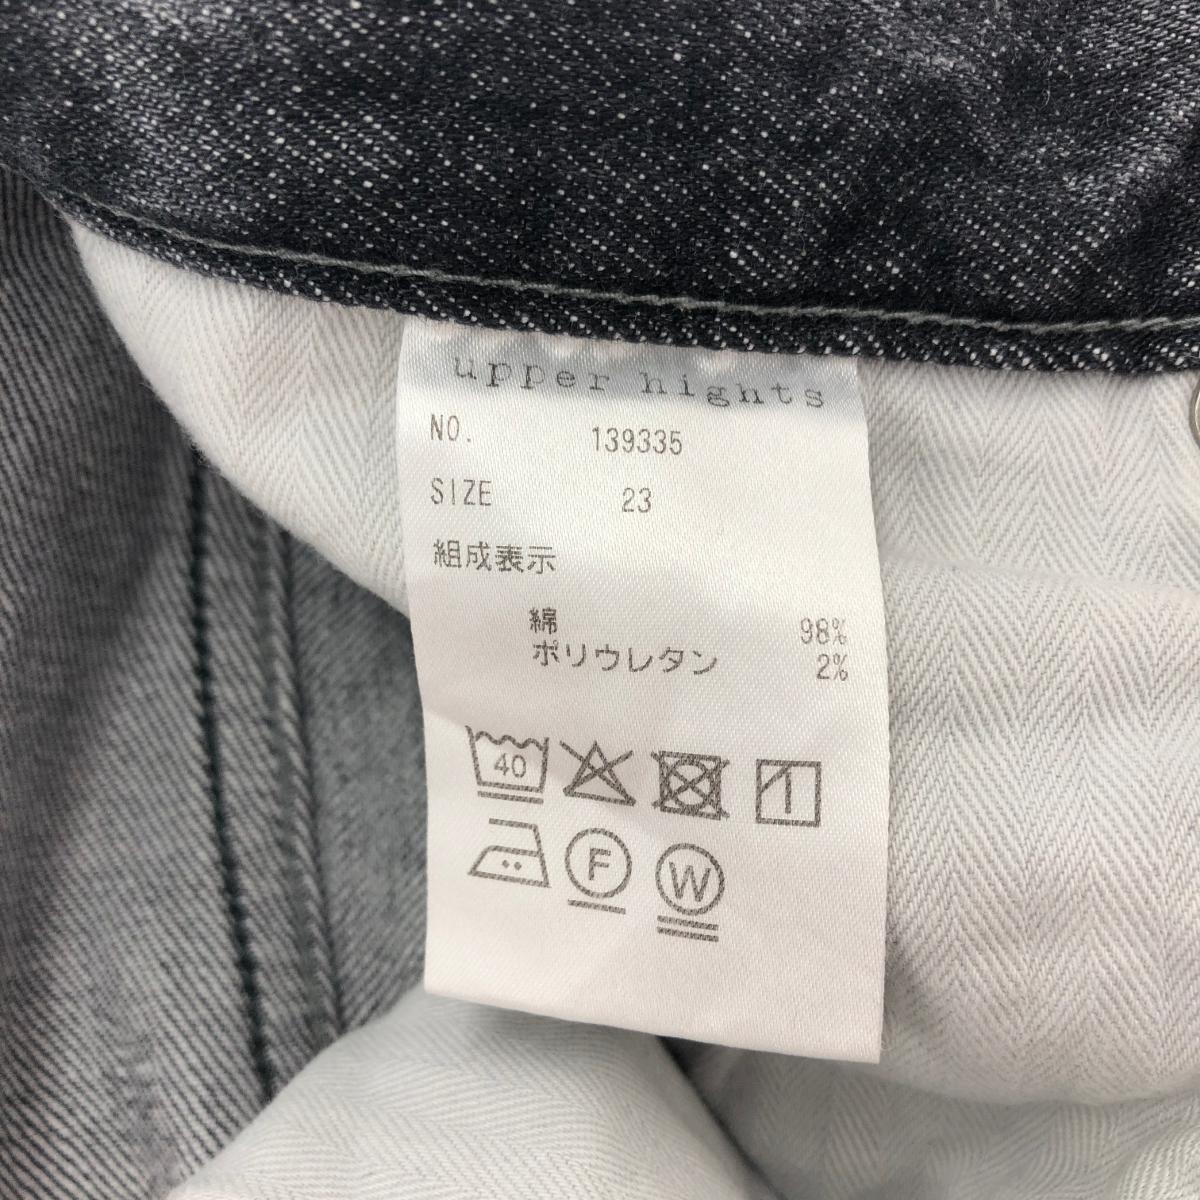 upper hights
NO. 139335
SIZE 23
組成表示
綿 98%
ポリウレタン 2%
40
F
W